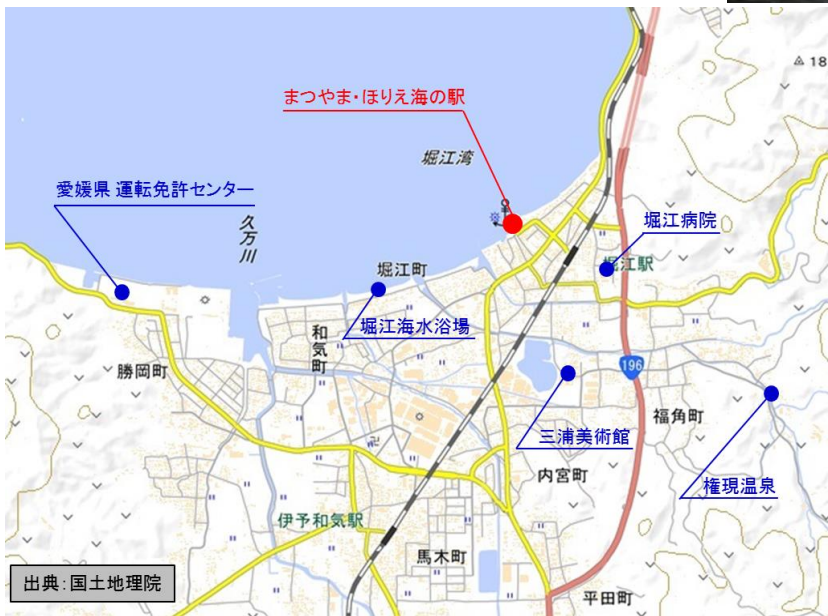 まつやま・ほりえ海の駅
堀江湾
愛媛県 運転免許センター
久万川
堀江病院
堀江町
堀江駅
堀江海水浴場
和気町
勝岡町
196
福角町
三浦美術館
内宮町
権現温泉
伊予和気駅
馬木町
平田町
出典：国土地理院